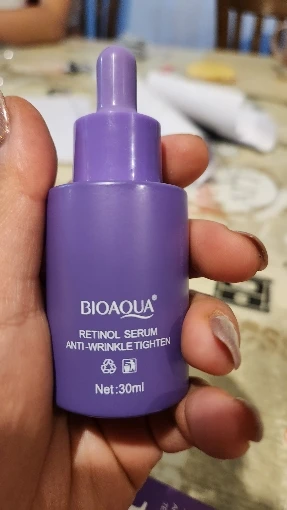 BIOAQUA®
RETINOL SERUM
ANTI-WRINKLE TIGHTEN
Net:30ml